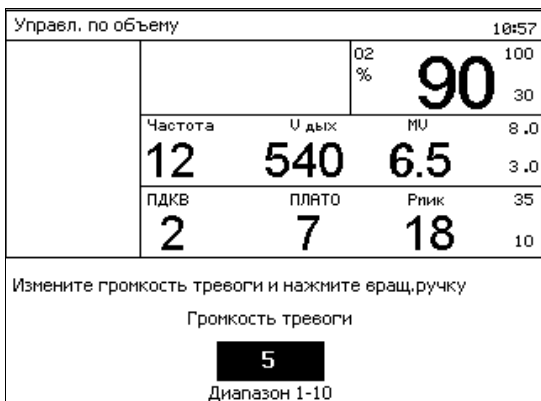 Управл. по объему 10:57
O2 % 90 100 30
Частота V дых MV 8.0
12 540 6.5 3.0
ПДКВ ПЛАТО Pпик 35
2 7 18 10
Измените громкость тревоги и нажмите вращ.ручку
Громкость тревоги
5
Диапазон 1-10